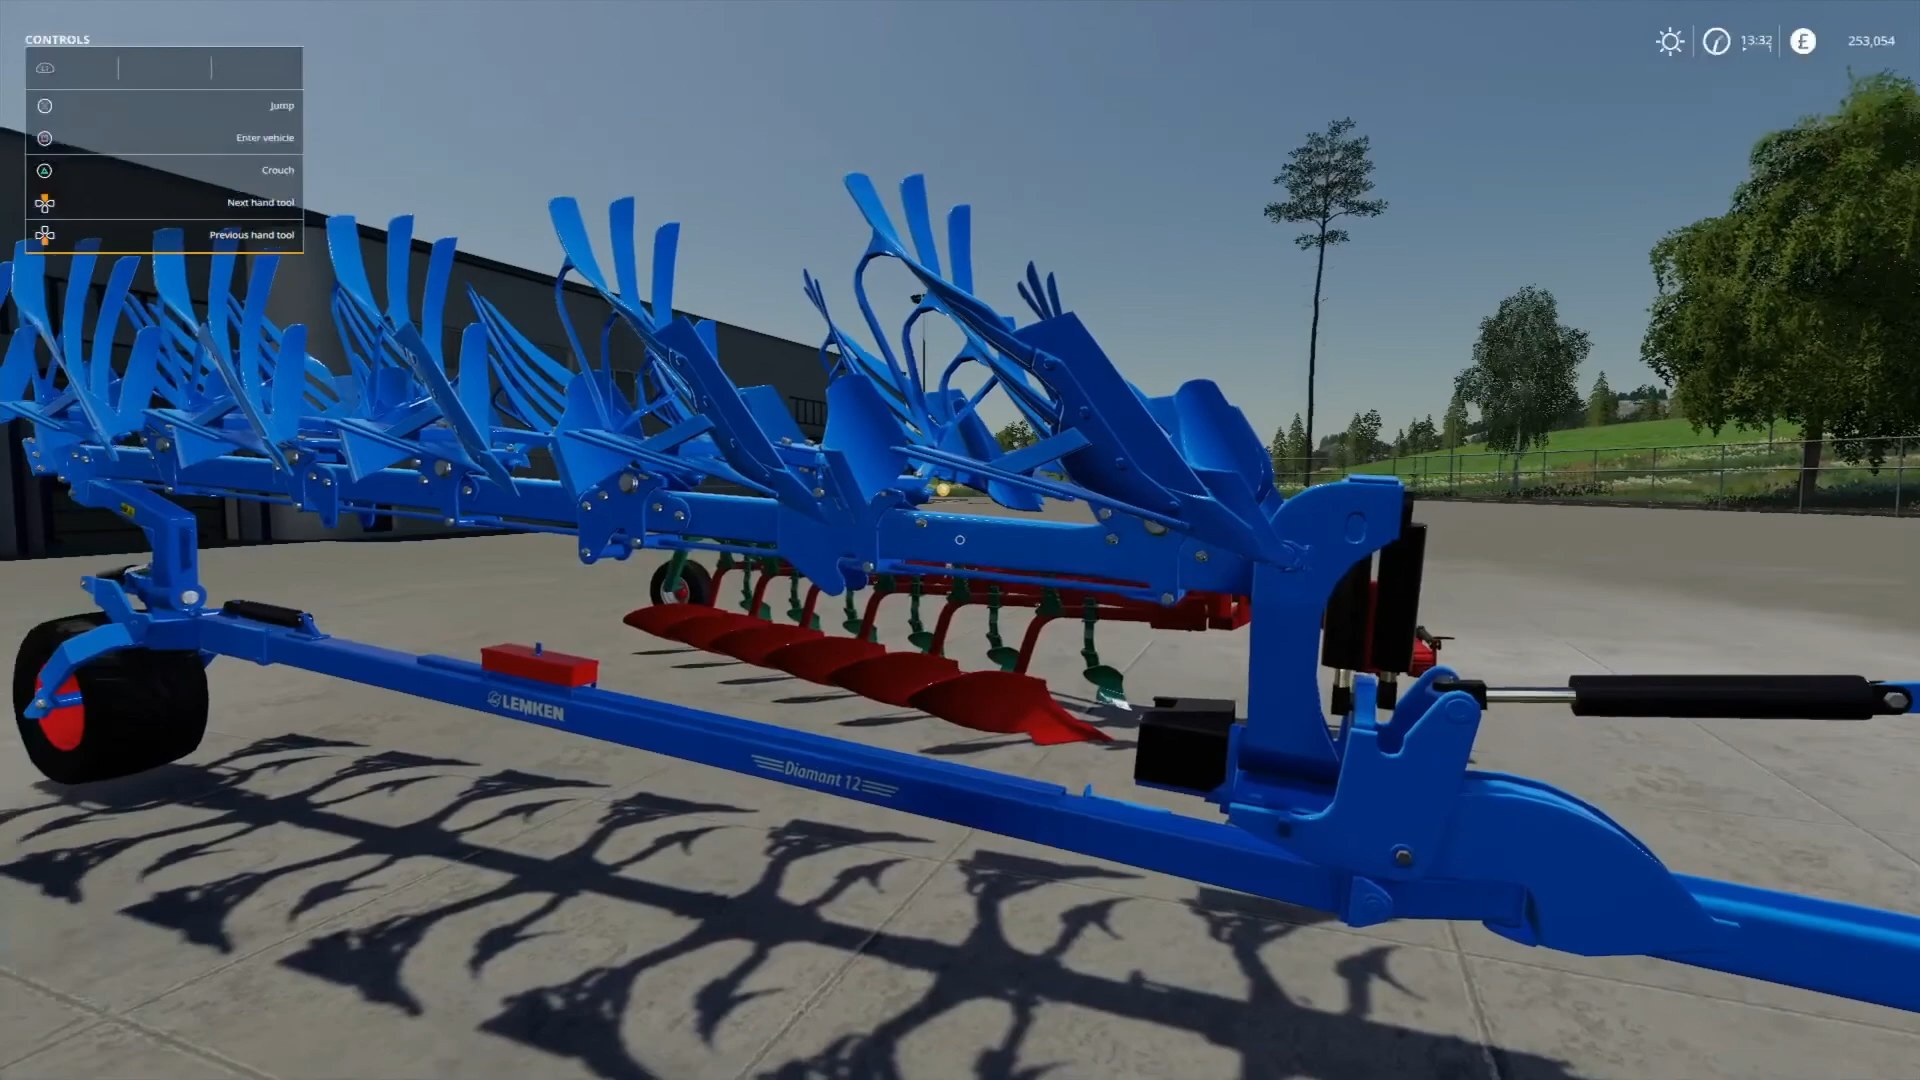 CONTROLS
Jump
Enter vehicle
Crouch
Next hand tool
Previous hand tool
13:32
£
253,054
LEMKEN
Diamant 12